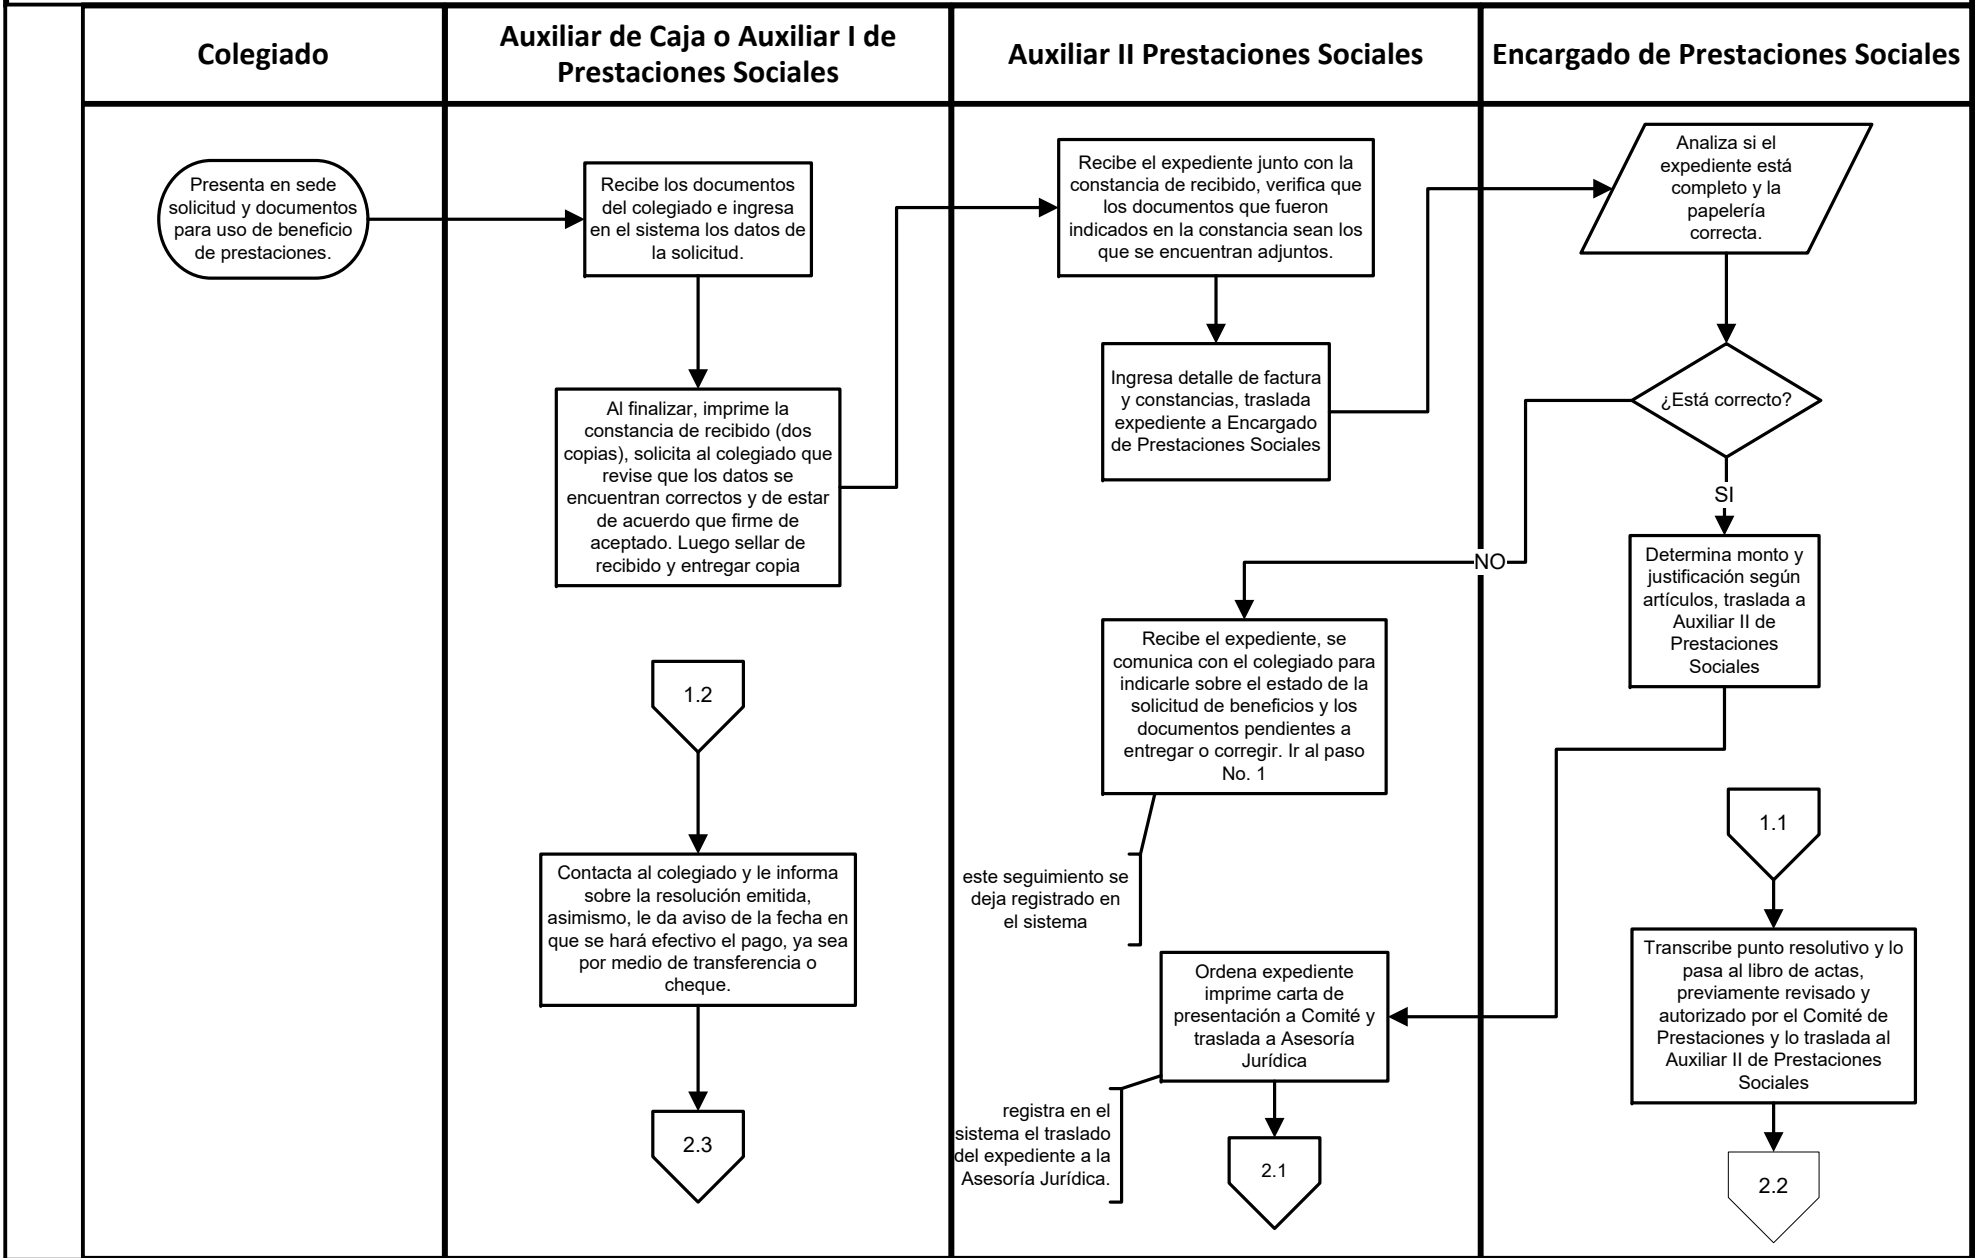 Colegiado
Auxiliar de Caja o Auxiliar I de
Prestaciones Sociales
Auxiliar II Prestaciones Sociales
Encargado de Prestaciones Sociales
Presenta en sede
solicitud y documentos
para uso de beneficio
de prestaciones.
Recibe los documentos
del colegiado e ingresa
en el sistema los datos de
la solicitud.
Al finalizar, imprime la
constancia de recibido (dos
copias), solicita al colegiado que
revise que los datos se
encuentran correctos y de estar
de acuerdo que firme de
aceptado. Luego sellar de
recibido y entregar copia
1.2
Contacta al colegiado y le informa
sobre la resolución emitida,
asimismo, le da aviso de la fecha en
que se hará efectivo el pago, ya sea
por medio de transferencia o
cheque.
2.3
Recibe el expediente junto con la
constancia de recibido, verifica que
los documentos que fueron
indicados en la constancia sean los
que se encuentran adjuntos.
Ingresa detalle de factura
y constancias, traslada
expediente a Encargado
de Prestaciones Sociales
NO
Recibe el expediente, se
comunica con el colegiado para
indicarle sobre el estado de la
solicitud de beneficios y los
documentos pendientes a
entregar o corregir. Ir al paso
No. 1
este seguimiento se
deja registrado en
el sistema
Ordena expediente
imprime carta de
presentación a Comité y
traslada a Asesoría
Jurídica
registra en el
sistema el traslado
del expediente a la
Asesoría Jurídica.
2.1
Analiza si el
expediente está
completo y la
papelería
correcta.
¿Está correcto?
SI
Determina monto y
justificación según
artículos, traslada a
Auxiliar II de
Prestaciones
Sociales
1.1
Transcribe punto resolutivo y lo
pasa al libro de actas,
previamente revisado y
autorizado por el Comité de
Prestaciones y lo traslada al
Auxiliar II de Prestaciones
Sociales
2.2